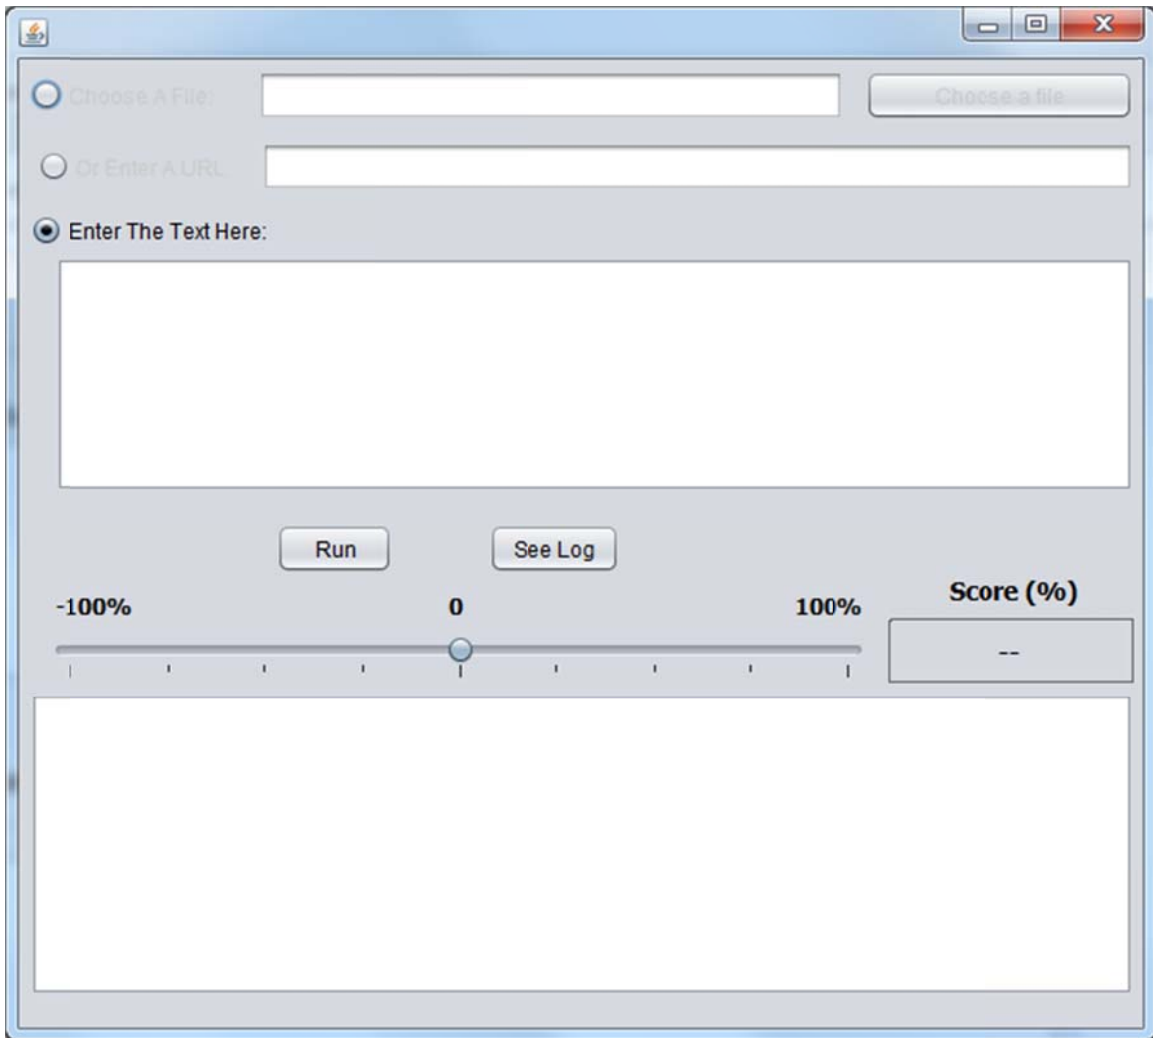 Choose A File:
Choose a file
Or Enter A URL
Enter The Text Here:
Run
See Log
-100%
0
100%
Score (%)
--